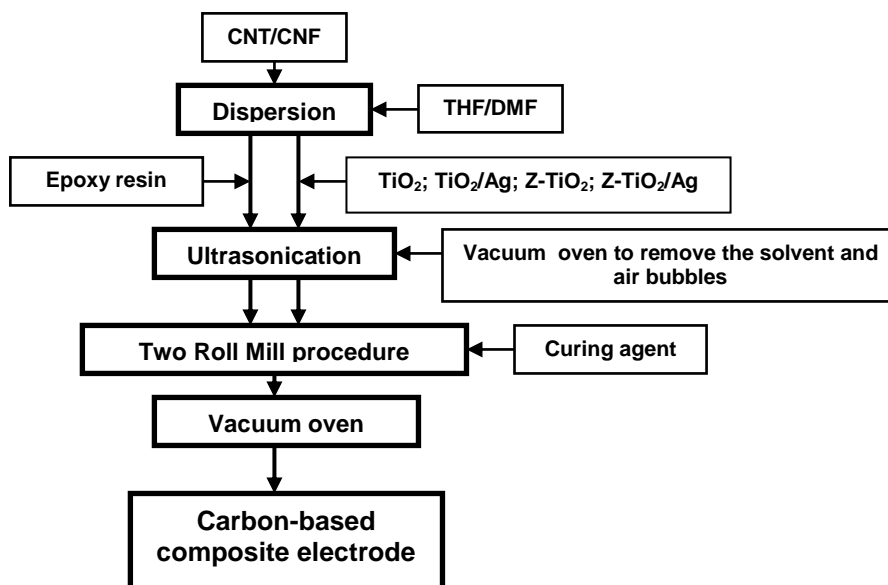 CNT/CNF
Dispersion
THF/DMF
Epoxy resin
TiO₂; TiO₂/Ag; Z-TiO₂; Z-TiO₂/Ag
Ultrasonication
Vacuum oven to remove the solvent and
air bubbles
Two Roll Mill procedure
Curing agent
Vacuum oven
Carbon-based
composite electrode